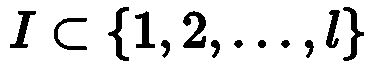 I ⊂ {1, 2, ..., l}